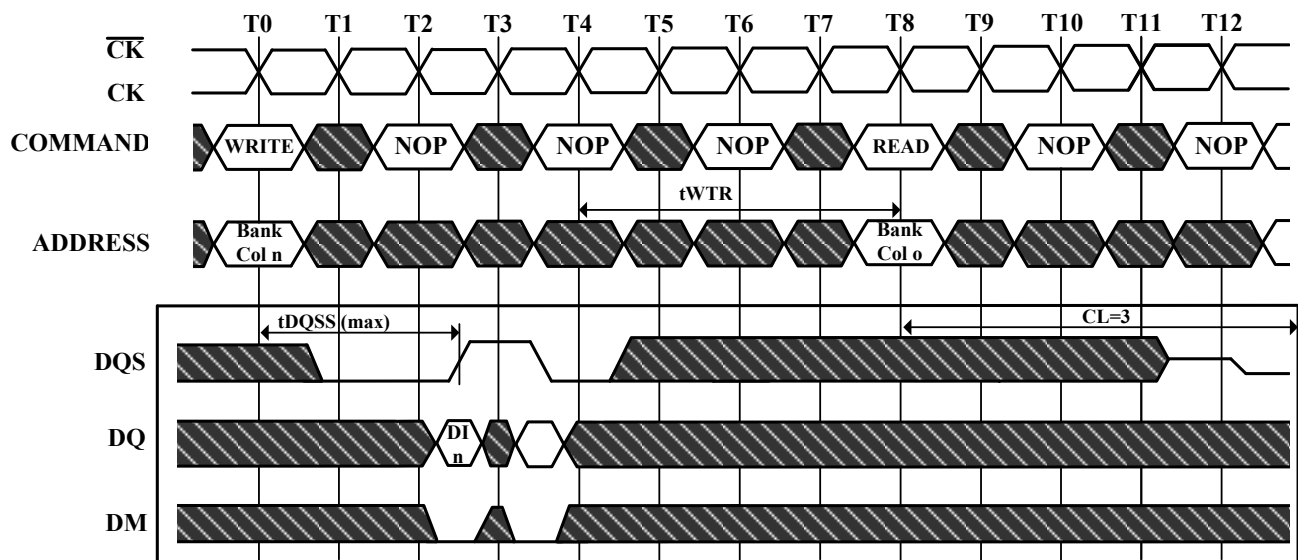 T0 T1 T2 T3 T4 T5 T6 T7 T8 T9 T10 T11 T12
CK
CK
COMMAND WRITE NOP NOP NOP READ NOP NOP
tWTR
ADDRESS Bank Col n Bank Col o
tDQSS (max) CL=3
DQS
DQ DI n
DM